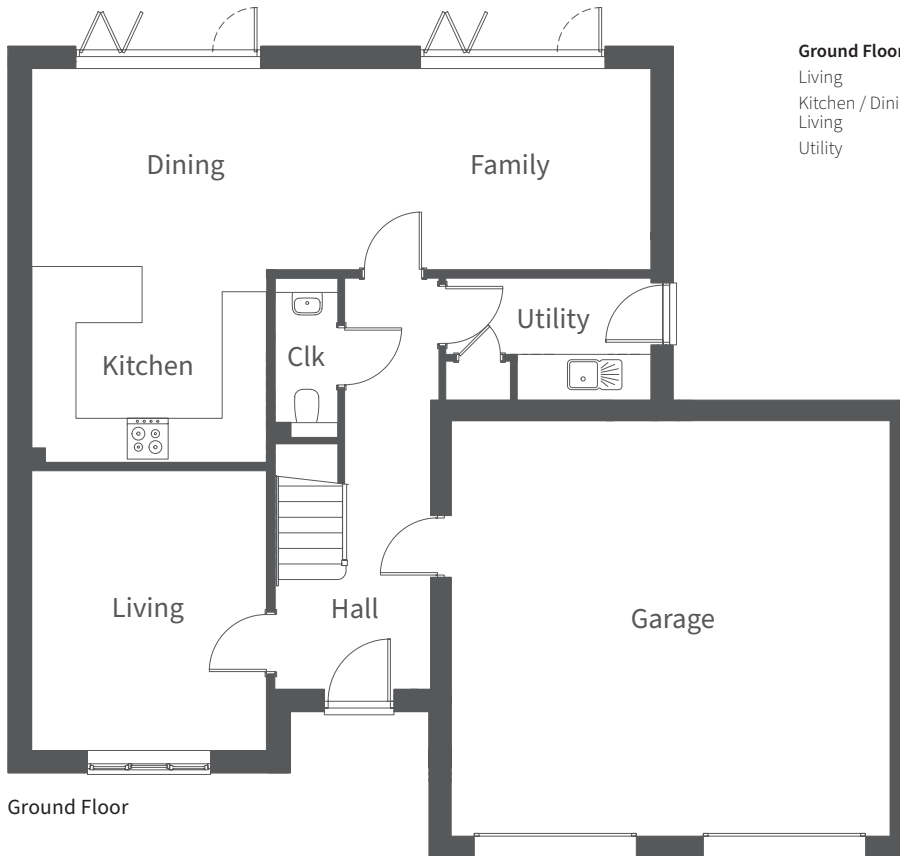 Ground Floor
Living
Kitchen / Dini
Living
Utility
Dining
Family
Utility
Clk
Kitchen
Living
Hall
Garage
Ground Floor